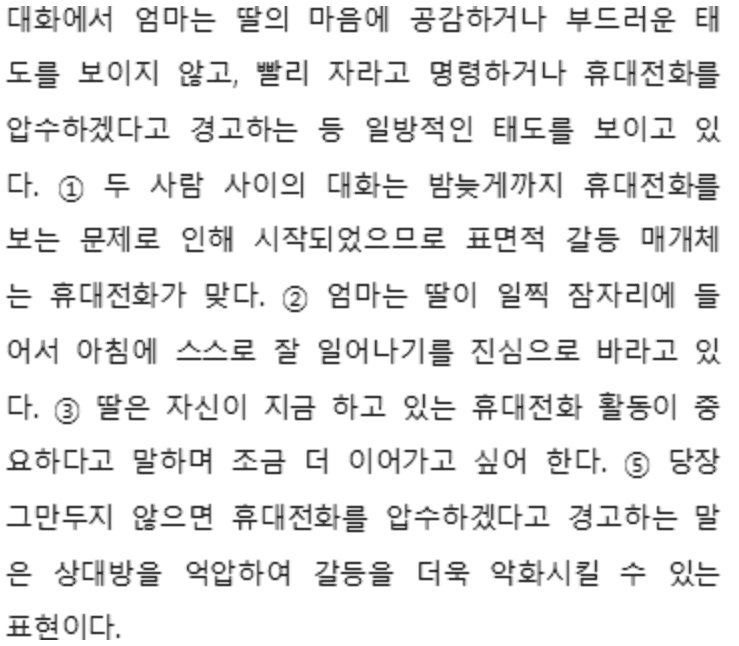 대화에서 엄마는 딸의 마음에 공감하거나 부드러운 태
도를 보이지 않고, 빨리 자라고 명령하거나 휴대전화를
압수하겠다고 경고하는 등 일방적인 태도를 보이고 있
다. ① 두 사람 사이의 대화는 밤늦게까지 휴대전화를
보는 문제로 인해 시작되었으므로 표면적 갈등 매개체
는 휴대전화가 맞다. ② 엄마는 딸이 일찍 잠자리에 들
어서 아침에 스스로 잘 일어나기를 진심으로 바라고 있
다. ③ 딸은 자신이 지금 하고 있는 휴대전화 활동이 중
요하다고 말하며 조금 더 이어가고 싶어 한다. ⑤ 당장
그만두지 않으면 휴대전화를 압수하겠다고 경고하는 말
은 상대방을 억압하여 갈등을 더욱 악화시킬 수 있는
표현이다.